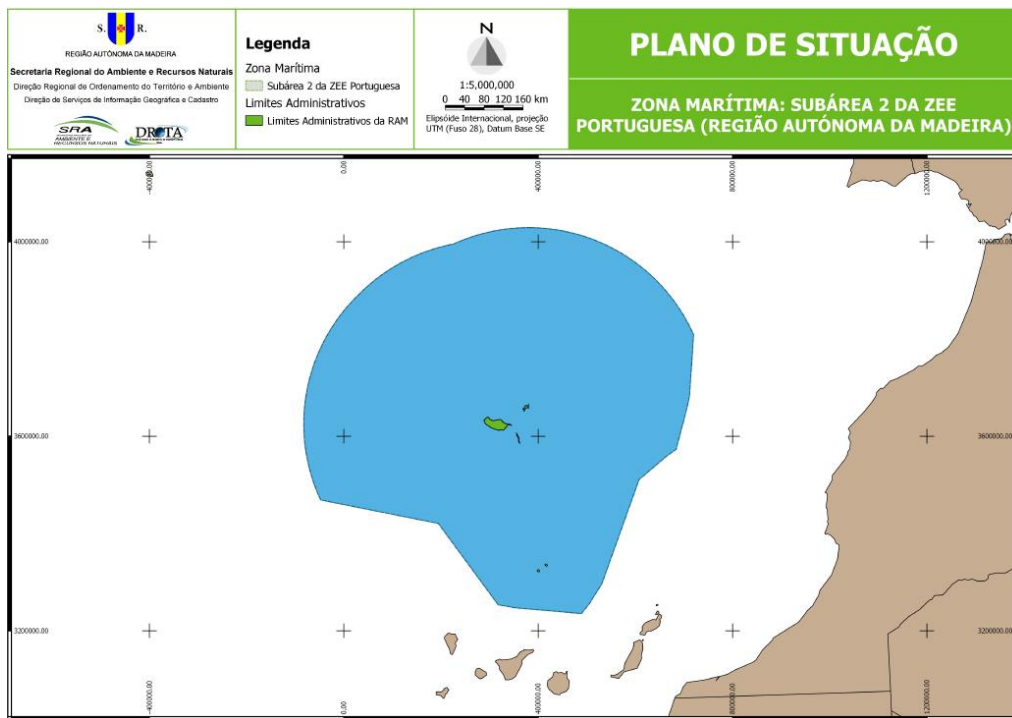 S. R.
REGIÃO AUTÓNOMA DA MADEIRA
Secretaria Regional do Ambiente e Recursos Naturais
Direção Regional de Ordenamento do Território e Ambiente
Direção de Serviços de Informação Geográfica e Cadastro
SRA
AMBIENTE E
RECURSOS NATURAIS
DROTA
Legenda
Zona Marítima
Subárea 2 da ZEE Portuguesa
Limites Administrativos
Limites Administrativos da RAM
N
1:5,000,000
0 40 80 120 160 km
Elipsóide Internacional, projeção
UTM (Fuso 28), Datum Base SE
PLANO DE SITUAÇÃO
ZONA MARÍTIMA: SUBÁREA 2 DA ZEE
PORTUGUESA (REGIÃO AUTÓNOMA DA MADEIRA)
-400000.00
0.00
400000.00
800000.00
1200000.00
4000000.00
4000000.00
3600000.00
3600000.00
3200000.00
3200000.00
-400000.00
0.00
400000.00
800000.00
1200000.00